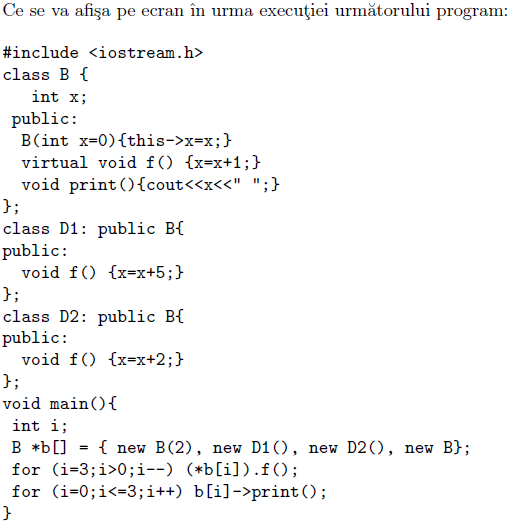 Ce se va afişa pe ecran în urma execuţiei următorului program:
#include <iostream.h>
class B {
   int x;
 public:
  B(int x=0){this->x=x;}
  virtual void f() {x=x+1;}
  void print(){cout<<x<<" ";}
};
class D1: public B{
public:
  void f() {x=x+5;}
};
class D2: public B{
public:
  void f() {x=x+2;}
};
void main(){
 int i;
 B *b[] = { new B(2), new D1(), new D2(), new B};
 for (i=3;i>0;i--) (*b[i]).f();
 for (i=0;i<=3;i++) b[i]->print();
}